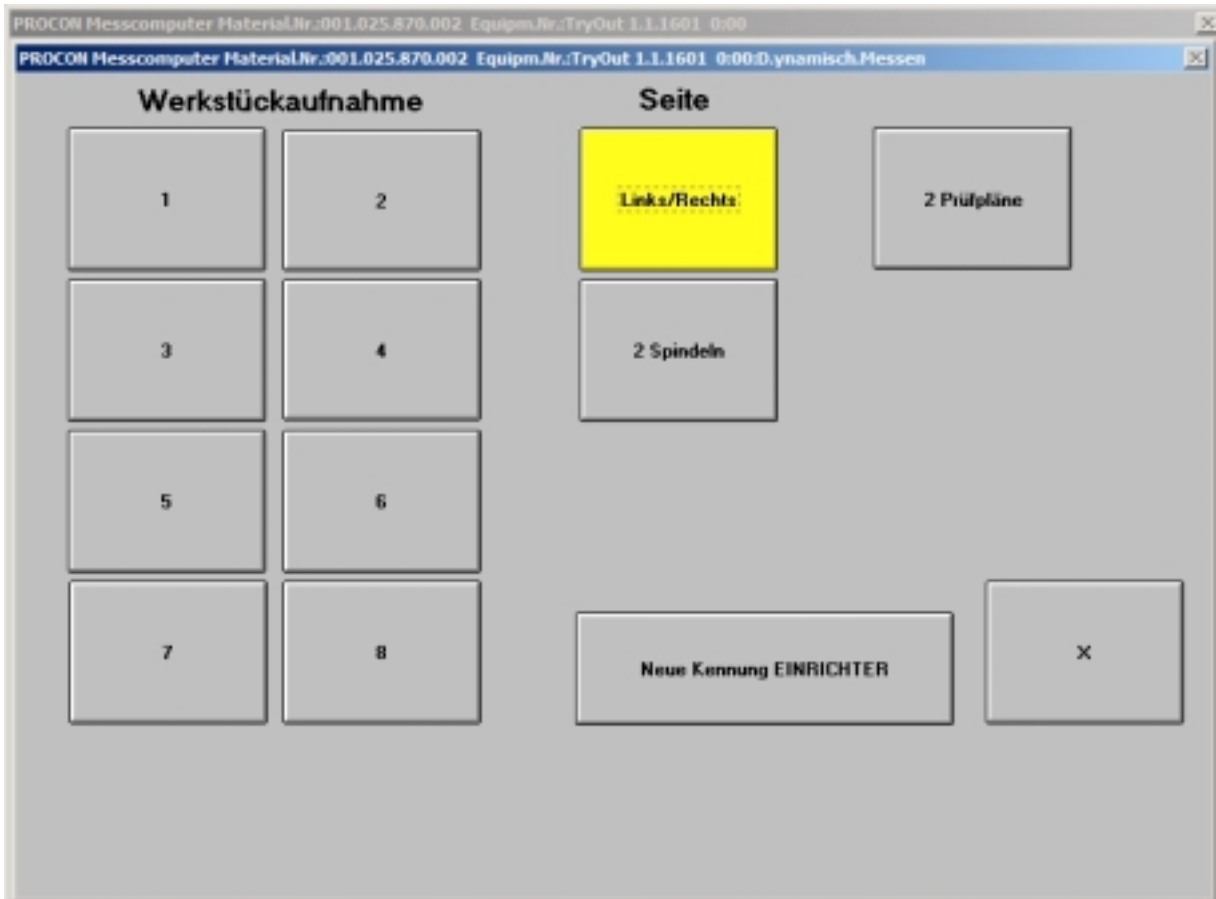 PROCON Messcomputer Material.Nr.:001.025.870.002 Equipm.Nr.:TryOut 1.1.1601 0:00
PROCON Messcomputer Material.Nr.:001.025.870.002 Equipm.Nr.:TryOut 1.1.1601 0:00:D.ynamisch.Messen
Werkstückaufnahme Seite
1 2 Links/Rechts 2 Prüfpläne
3 4 2 Spindeln
5 6
7 8 Neue Kennung EINRICHTER X